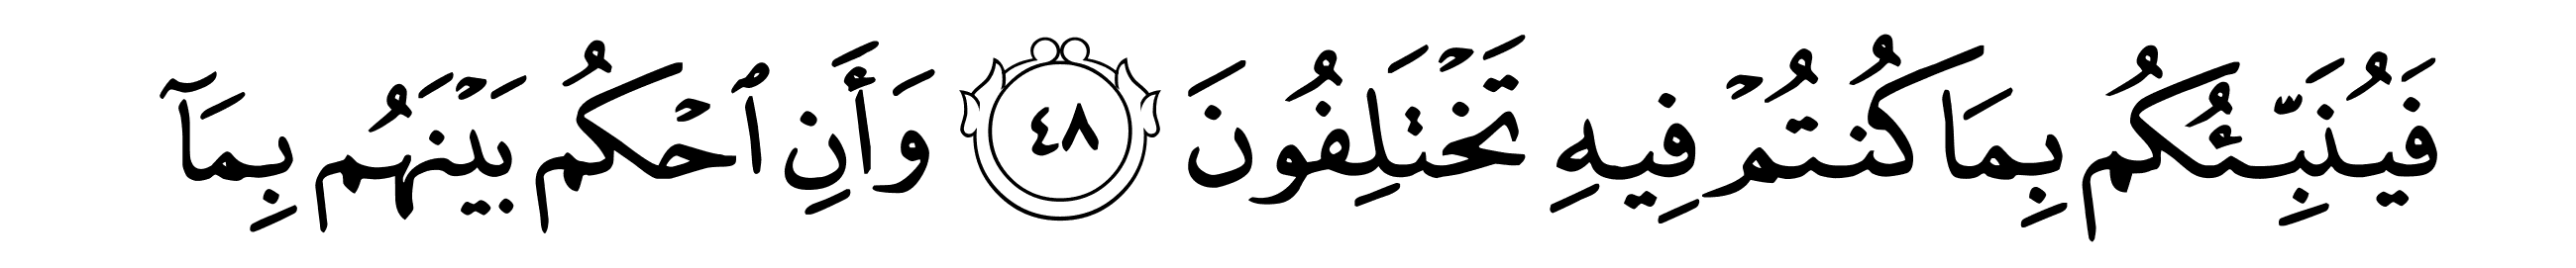 فَيُنَبِّئُكُم بِمَا كُنتُمْ فِيهِ تَخْتَلِفُونَ ٤٨ وَأَنِ ٱحْكُم بَيْنَهُم بِمَآ